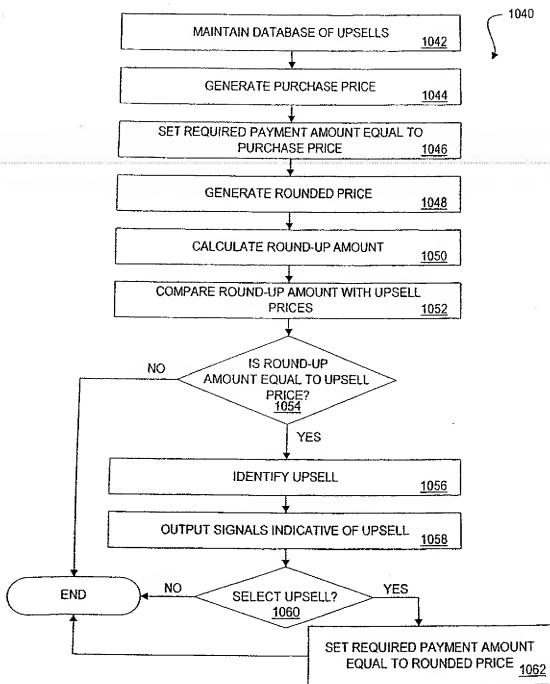 1040
MAINTAIN DATABASE OF UPSELLS
1042
GENERATE PURCHASE PRICE
1044
SET REQUIRED PAYMENT AMOUNT EQUAL TO
PURCHASE PRICE
1046
GENERATE ROUNDED PRICE
1048
CALCULATE ROUND-UP AMOUNT
1050
COMPARE ROUND-UP AMOUNT WITH UPSELL
PRICES
1052
IS ROUND-UP
AMOUNT EQUAL TO UPSELL
PRICE?
1054
NO
YES
IDENTIFY UPSELL
1056
OUTPUT SIGNALS INDICATIVE OF UPSELL
1058
SELECT UPSELL?
1060
NO
YES
END
SET REQUIRED PAYMENT AMOUNT
EQUAL TO ROUNDED PRICE
1062